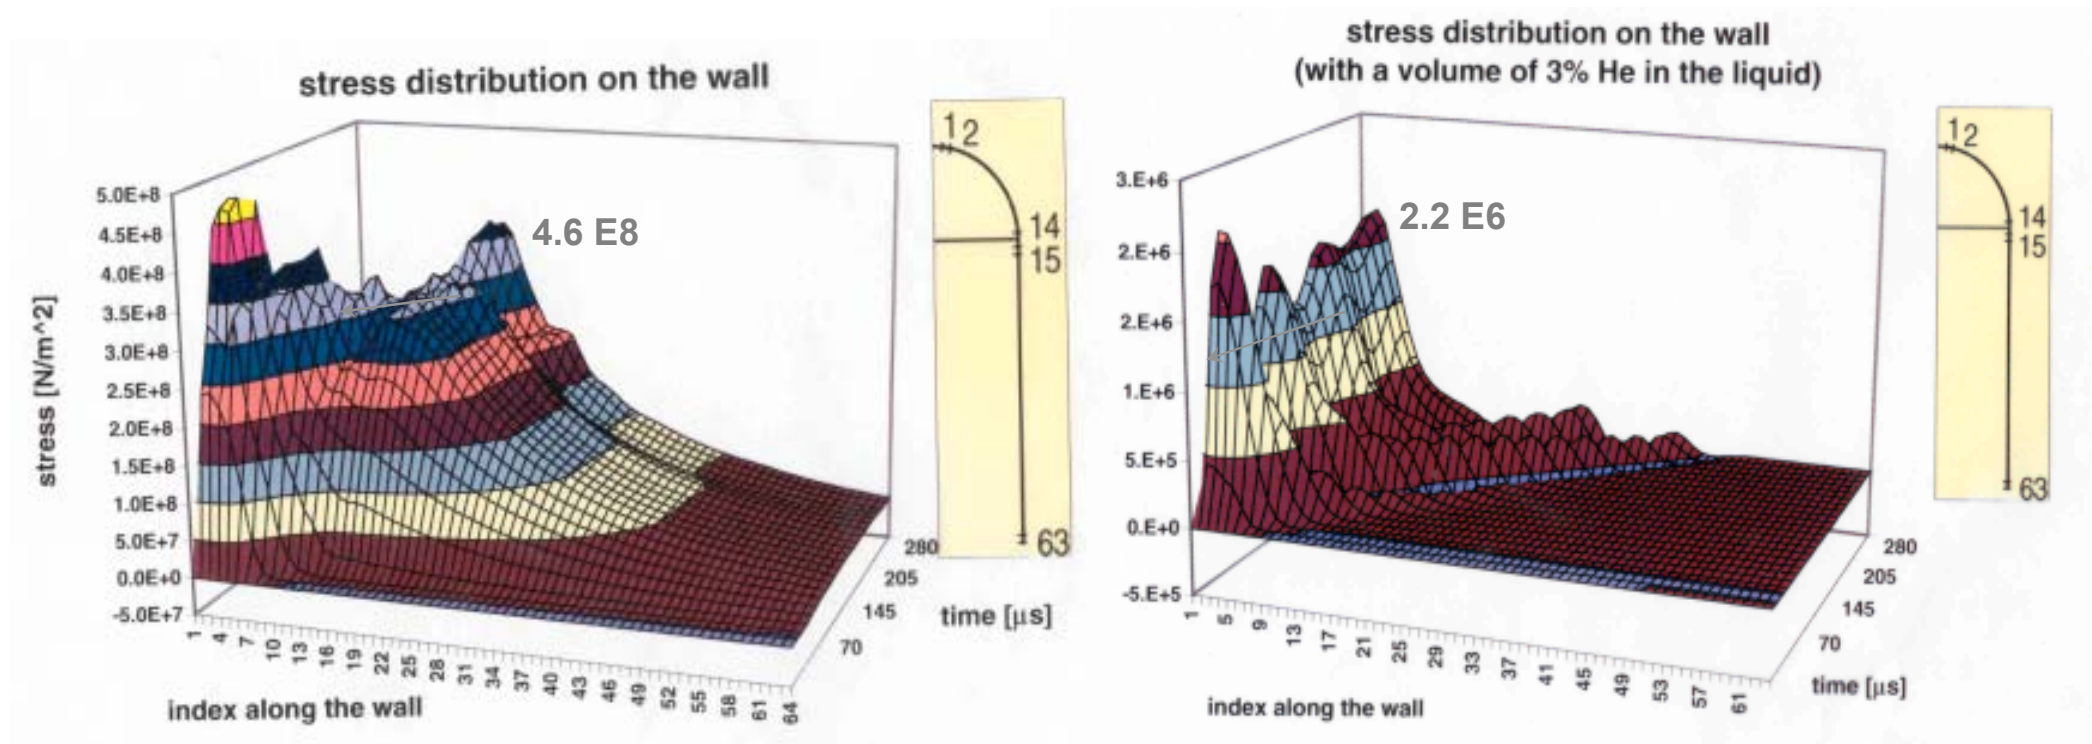 stress distribution on the wall
5.0E+8
4.5E+8
4.0E+8
3.5E+8
3.0E+8
2.5E+8
2.0E+8
1.5E+8
1.0E+8
5.0E+7
0.0E+0
-5.0E+7
stress [N/m^2]
4.6 E8
1 4 7 10 13 16 19 22 25 28 31 34 37 40 43 46 49 52 55 58 61 64
index along the wall
280
205
145
70
time [μs]
1 2
14
15
63
stress distribution on the wall
(with a volume of 3% He in the liquid)
3.E+6
2.E+6
2.E+6
1.E+6
5.E+5
0.E+0
-5.E+5
2.2 E6
1 5 9 13 17 21 25 29 33 37 41 45 49 53 57 61
index along the wall
280
205
145
70
time [μs]
1 2
14
15
63